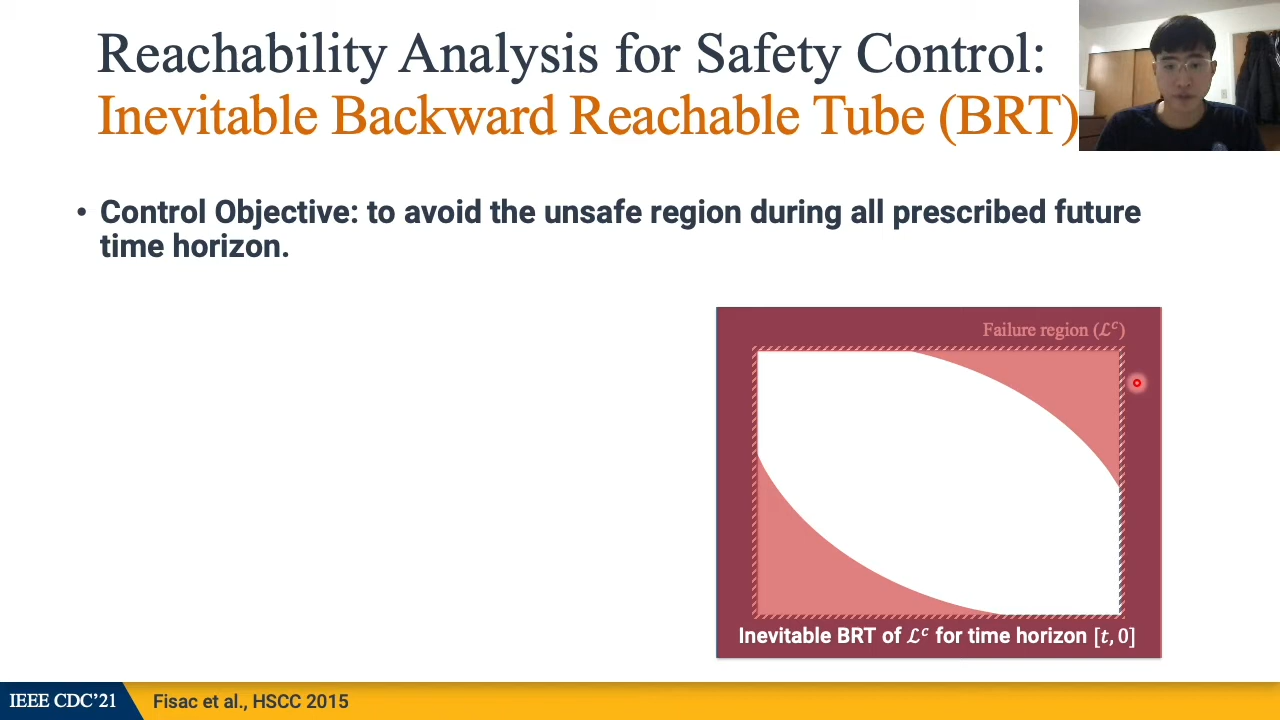 Reachability Analysis for Safety Control:
Inevitable Backward Reachable Tube (BRT)
• Control Objective: to avoid the unsafe region during all prescribed future
time horizon.
Failure region (ℒᶜ)
Inevitable BRT of ℒᶜ for time horizon [t, 0]
IEEE CDC’21
Fisac et al., HSCC 2015